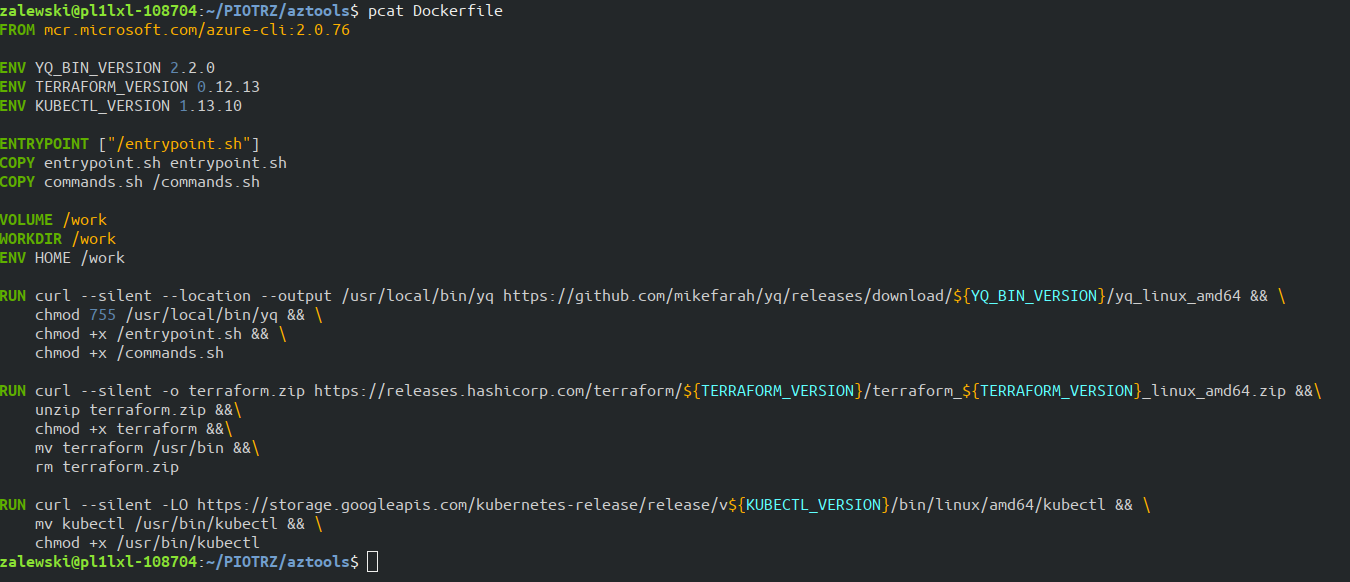 zalewski@pl1lxl-108704:~/PIOTRZ/aztools$ pcat Dockerfile
FROM mcr.microsoft.com/azure-cli:2.0.76
ENV YQ_BIN_VERSION 2.2.0
ENV TERRAFORM_VERSION 0.12.13
ENV KUBECTL_VERSION 1.13.10
ENTRYPOINT ["/entrypoint.sh"]
COPY entrypoint.sh entrypoint.sh
COPY commands.sh /commands.sh
VOLUME /work
WORKDIR /work
ENV HOME /work
RUN curl --silent --location --output /usr/local/bin/yq https://github.com/mikefarah/yq/releases/download/${YQ_BIN_VERSION}/yq_linux_amd64 && \
    chmod 755 /usr/local/bin/yq && \
    chmod +x /entrypoint.sh && \
    chmod +x /commands.sh
RUN curl --silent -o terraform.zip https://releases.hashicorp.com/terraform/${TERRAFORM_VERSION}/terraform_${TERRAFORM_VERSION}_linux_amd64.zip &&\
    unzip terraform.zip &&\
    chmod +x terraform &&\
    mv terraform /usr/bin &&\
    rm terraform.zip
RUN curl --silent -LO https://storage.googleapis.com/kubernetes-release/release/v${KUBECTL_VERSION}/bin/linux/amd64/kubectl && \
    mv kubectl /usr/bin/kubectl && \
    chmod +x /usr/bin/kubectl
zalewski@pl1lxl-108704:~/PIOTRZ/aztools$